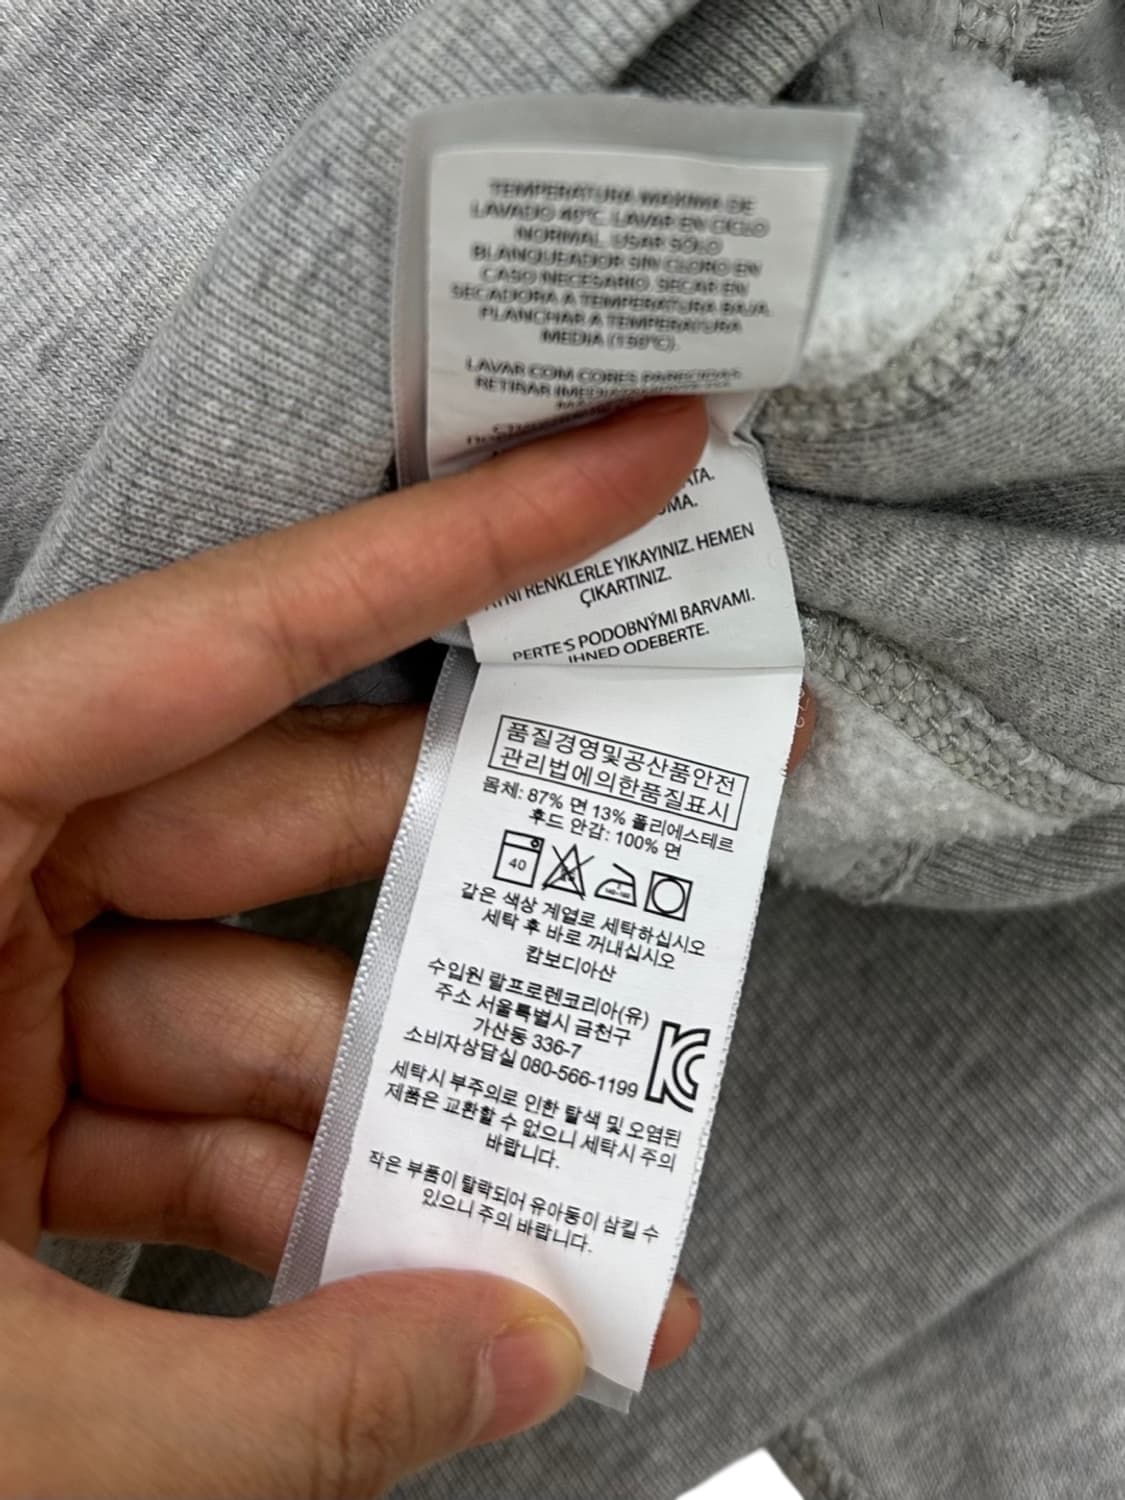 TEMPERATURA MAXIMA DE
LAVADO 40°C. LAVAR EN CICLO
NORMAL. USAR SOLO
BLANQUEADOR SIN CLORO EN
CASO NECESARIO. SECAR EN
SECADORA A TEMPERATURA BAJA.
PLANCHAR A TEMPERATURA
MEDIA (150°C).
LAVAR COM CORES PARECIDAS.
RETIRAR
RENKLERLE YIKAYINIZ. HEMEN
ÇIKARTINIZ.
PERTE S PODOBNÝMI BARVAMI.
IHNED ODEBERTE.
품질경영및공산품안전
관리법에의한품질표시
몸체: 87% 면 13% 폴리에스테르
후드 안감: 100% 면
40
같은 색상 계열로 세탁하십시오
세탁 후 바로 꺼내십시오
캄보디아산
수입원 랄프로렌코리아(유)
주소 서울특별시 금천구
가산동 336-7
소비자상담실 080-566-1199
세탁시 부주의로 인한 탈색 및 오염된
제품은 교환할 수 없으니 세탁시 주의
바랍니다.
작은 부품이 탈락되어 유아동이 삼킬 수
있으니 주의 바랍니다.